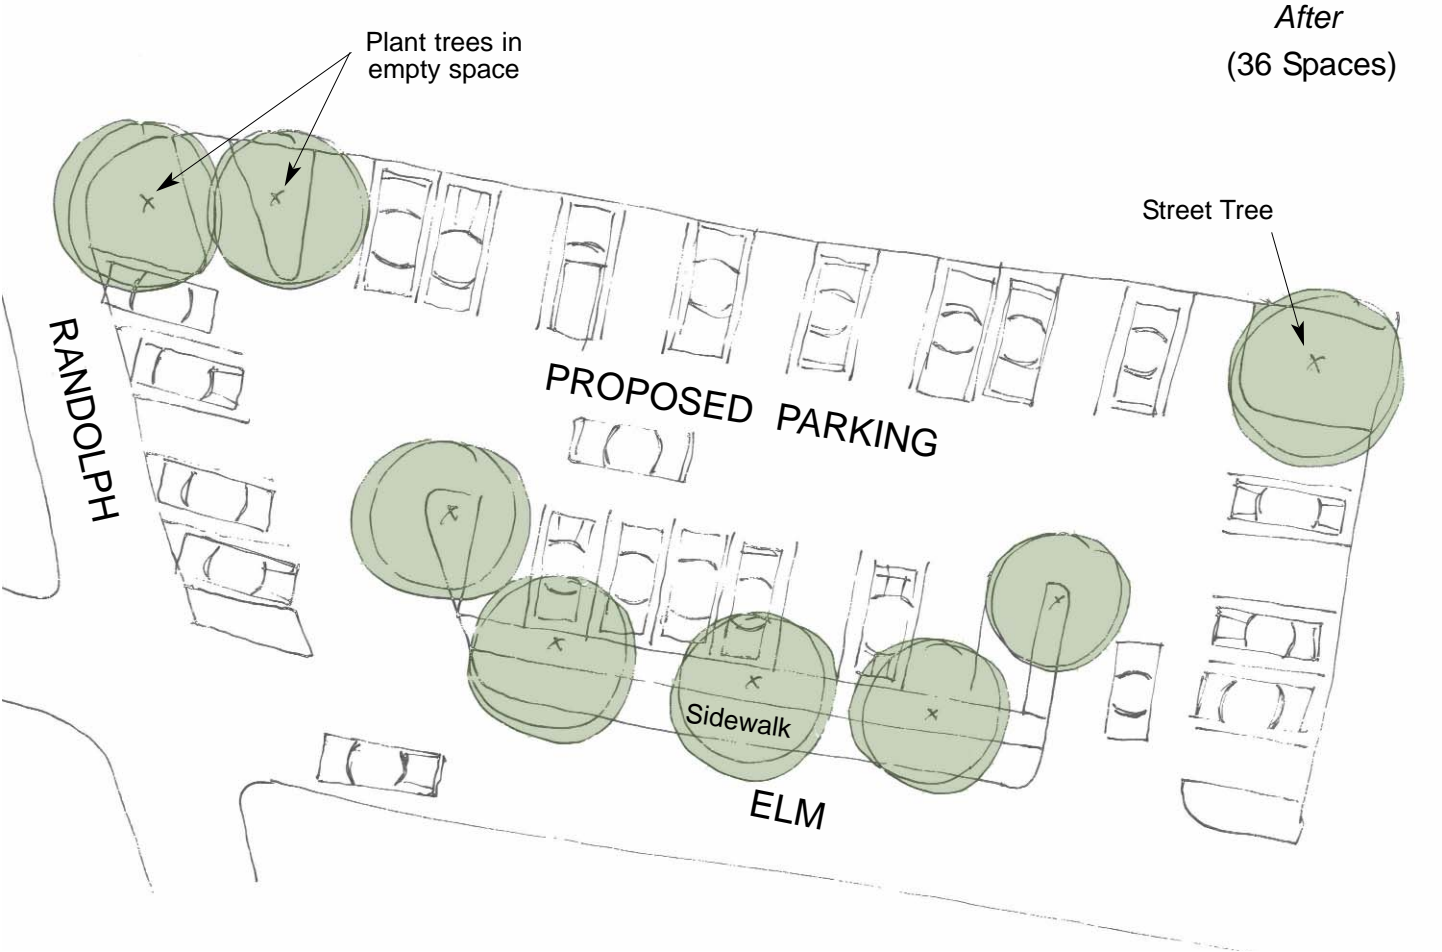 After
(36 Spaces)
Plant trees in
empty space
Street Tree
RANDOLPH
PROPOSED PARKING
Sidewalk
ELM